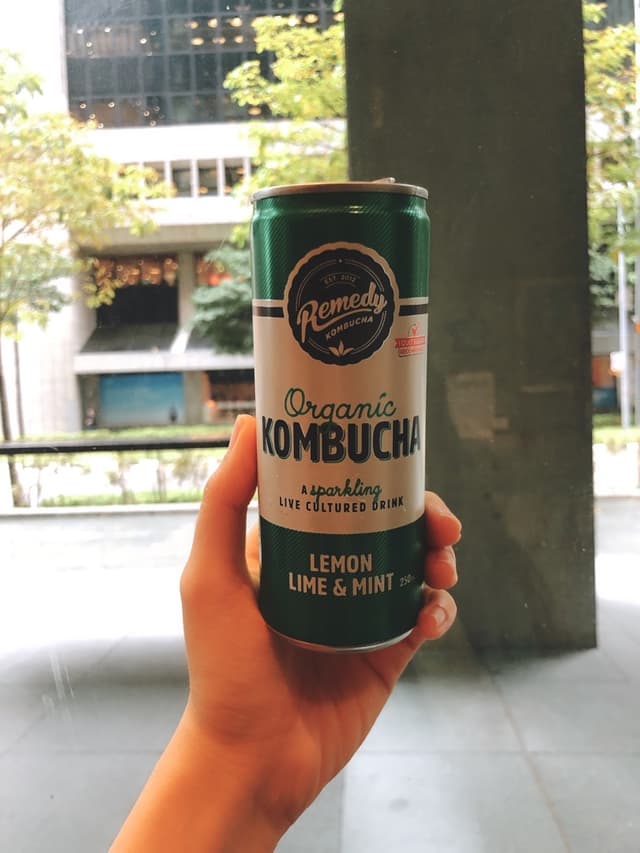 EST. 2012
Remedy
KOMBUCHA
Organic
KOMBUCHA
A sparkling
LIVE CULTURED DRINK
LEMON
LIME & MINT